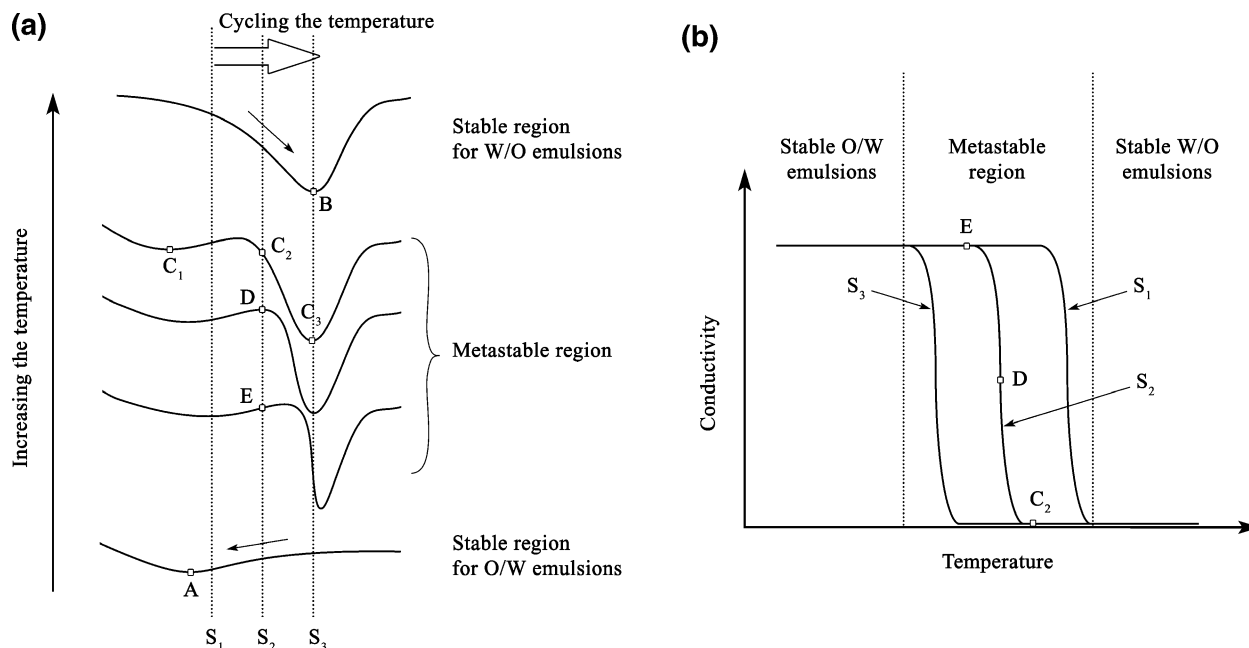 (a)
Cycling the temperature
Increasing the temperature
Stable region
for W/O emulsions
B
C1
C2
D
C3
Metastable region
E
Stable region
for O/W emulsions
A
S1
S2
S3
(b)
Stable O/W
emulsions
Metastable
region
Stable W/O
emulsions
E
S3
S1
D
S2
C2
Conductivity
Temperature